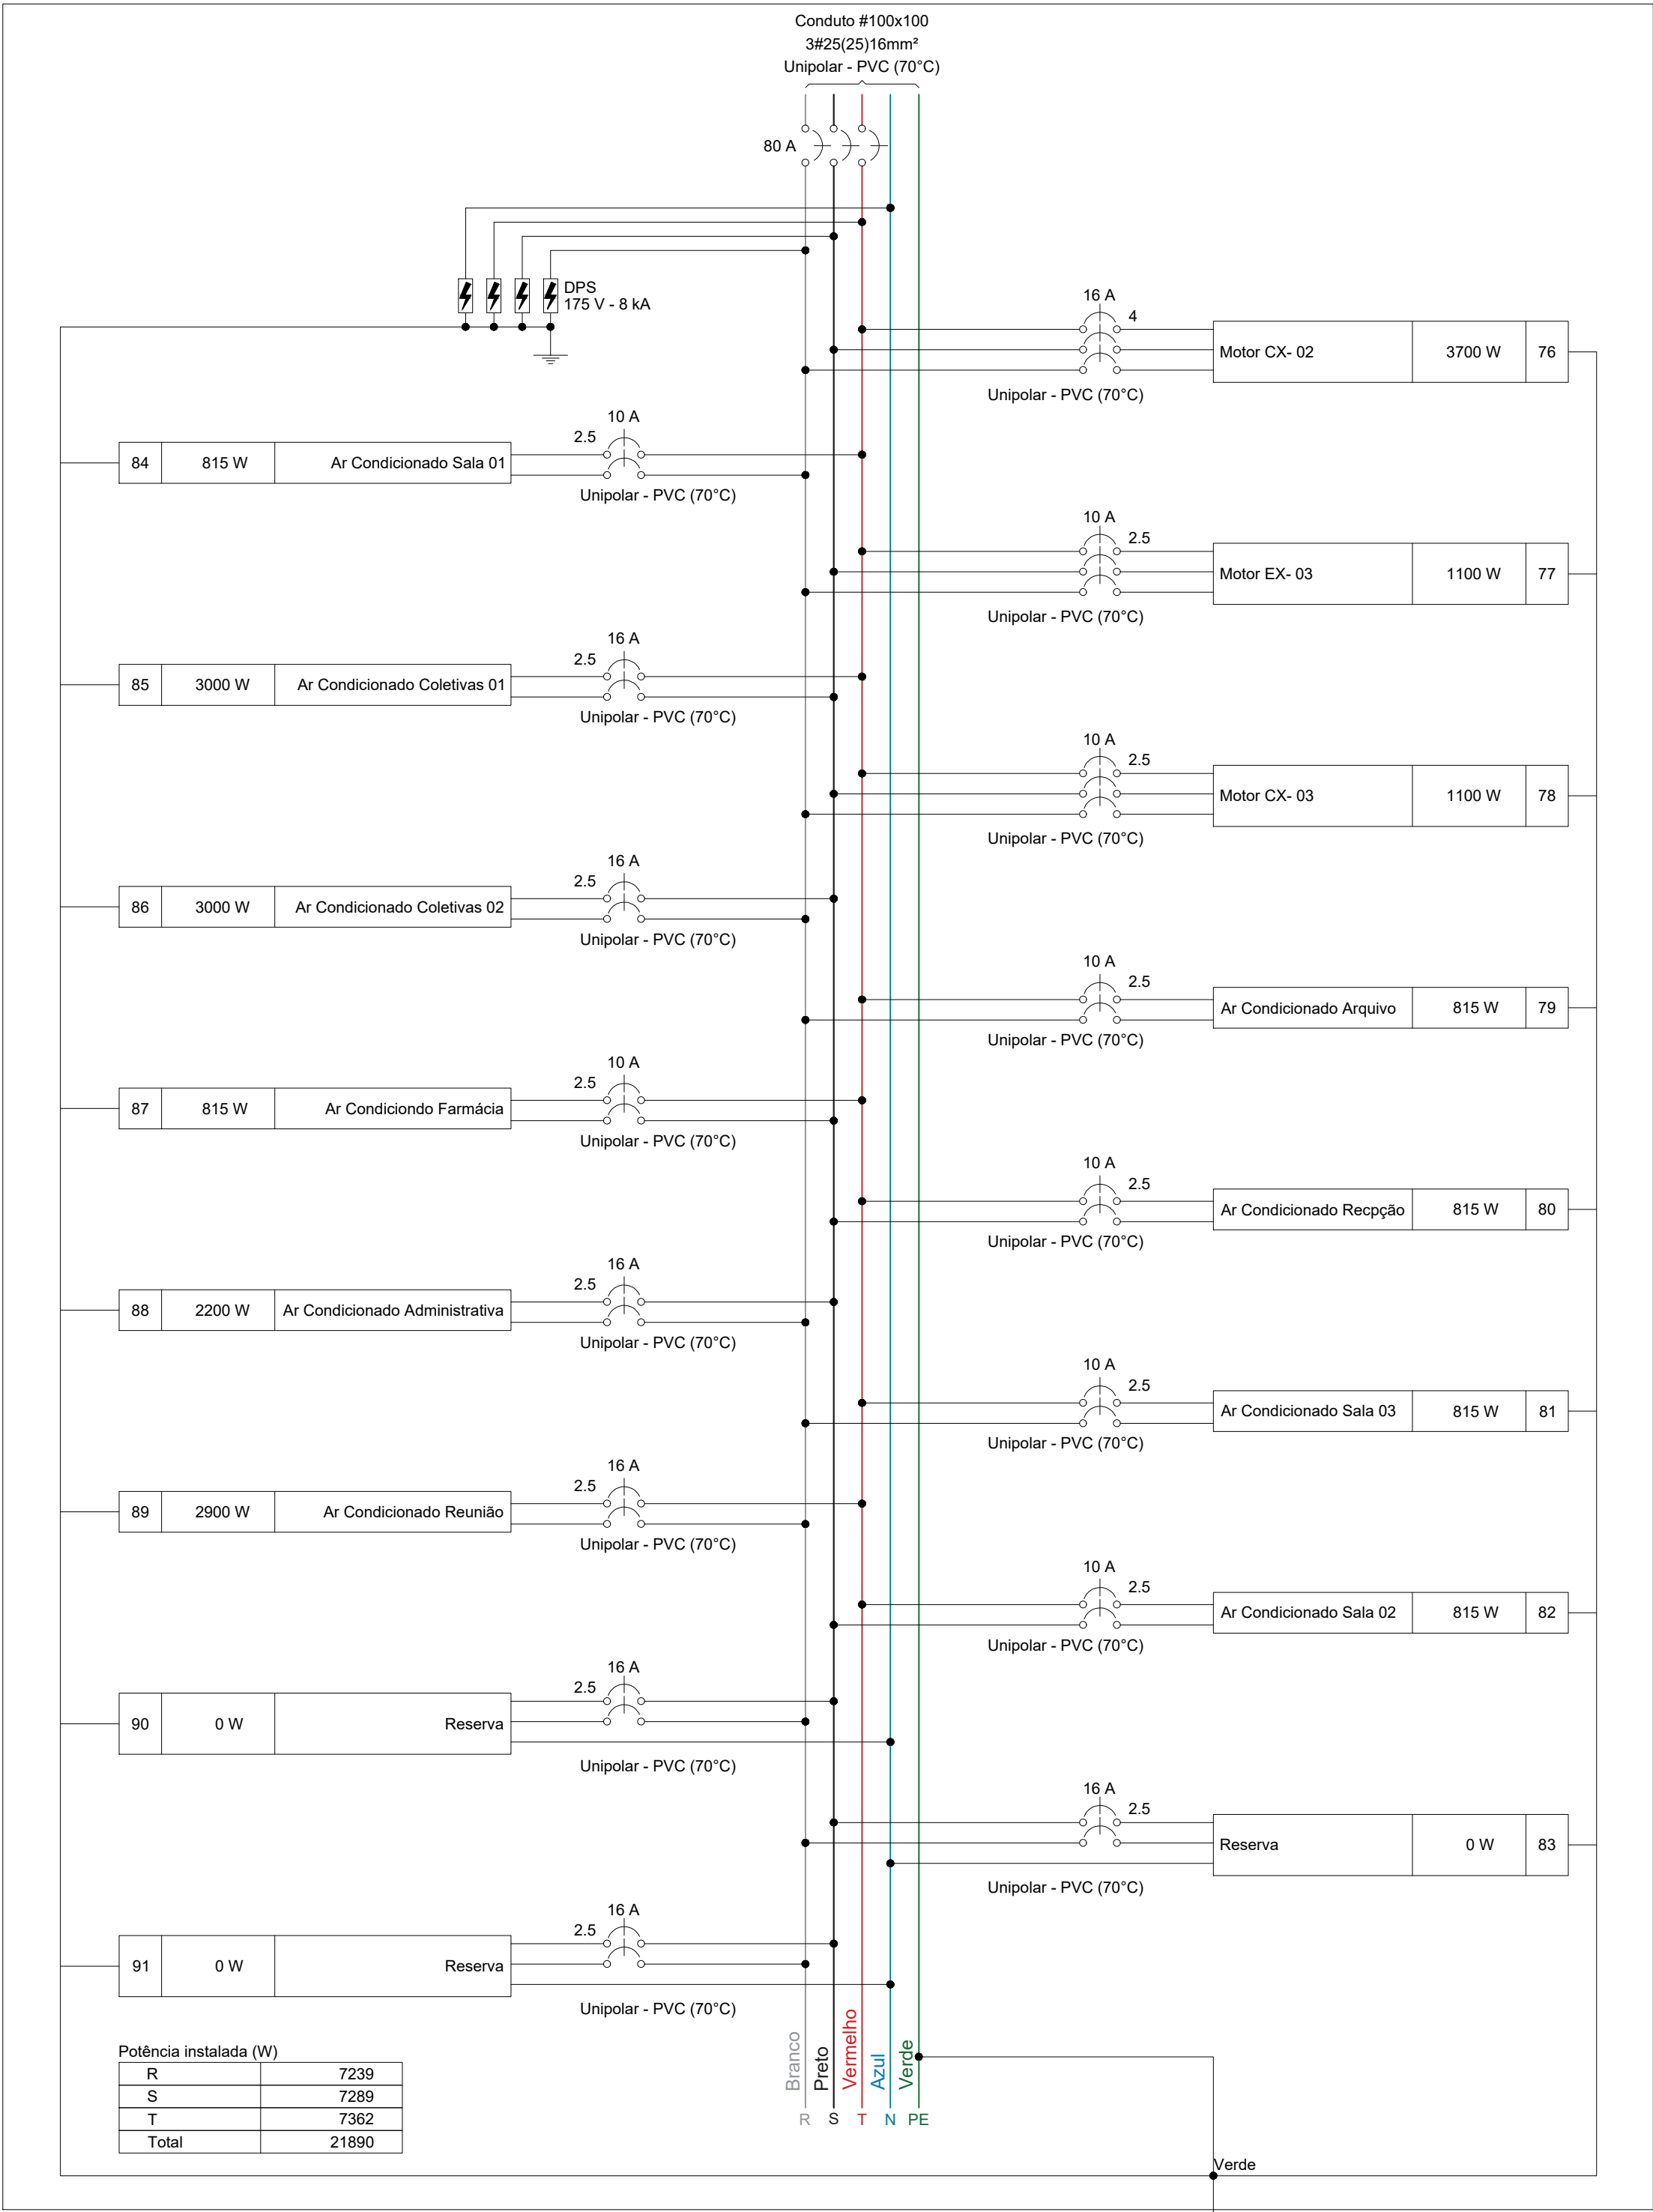 Conduto #100x100
3#25(25)16mm²
Unipolar - PVC (70°C)
80 A
DPS
175 V - 8 kA
16 A
4
Motor CX- 02 3700 W 76
Unipolar - PVC (70°C)
10 A
2.5
84 815 W Ar Condicionado Sala 01
Unipolar - PVC (70°C)
10 A
2.5
Motor EX- 03 1100 W 77
Unipolar - PVC (70°C)
16 A
2.5
85 3000 W Ar Condicionado Coletivas 01
Unipolar - PVC (70°C)
10 A
2.5
Motor CX- 03 1100 W 78
Unipolar - PVC (70°C)
16 A
2.5
86 3000 W Ar Condicionado Coletivas 02
Unipolar - PVC (70°C)
10 A
2.5
Ar Condicionado Arquivo 815 W 79
Unipolar - PVC (70°C)
10 A
2.5
87 815 W Ar Condiciondo Farmácia
Unipolar - PVC (70°C)
10 A
2.5
Ar Condicionado Recpção 815 W 80
Unipolar - PVC (70°C)
16 A
2.5
88 2200 W Ar Condicionado Administrativa
Unipolar - PVC (70°C)
10 A
2.5
Ar Condicionado Sala 03 815 W 81
Unipolar - PVC (70°C)
16 A
2.5
89 2900 W Ar Condicionado Reunião
Unipolar - PVC (70°C)
10 A
2.5
Ar Condicionado Sala 02 815 W 82
Unipolar - PVC (70°C)
16 A
2.5
90 0 W Reserva
Unipolar - PVC (70°C)
16 A
2.5
Reserva 0 W 83
Unipolar - PVC (70°C)
16 A
2.5
91 0 W Reserva
Unipolar - PVC (70°C)
Branco
Preto
Vermelho
Azul
Verde
R S T N PE
Potência instalada (W)
R 7239
S 7289
T 7362
Total 21890
Verde